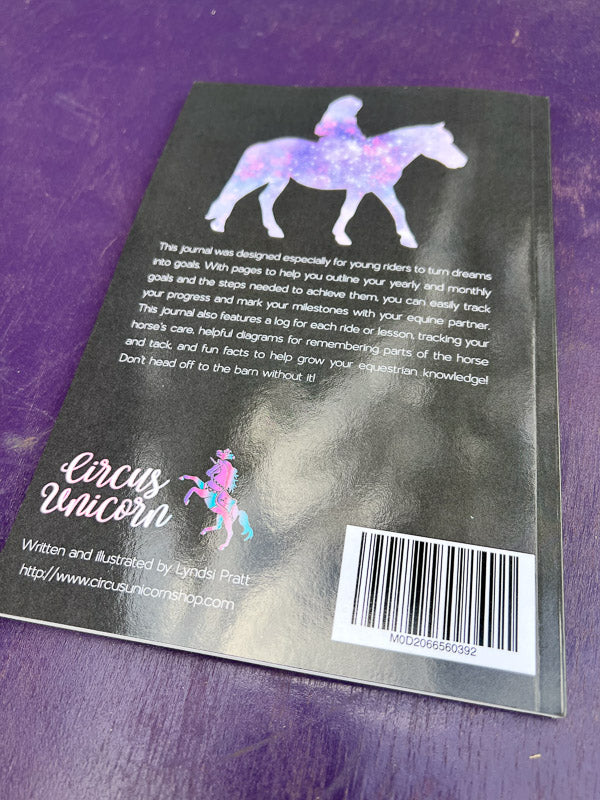 This journal was designed especially for young riders to turn dreams
into goals. With pages to help you outline your yearly and monthly
goals and the steps needed to achieve them, you can easily track
your progress and mark your milestones with your equine partner.
This journal also features a log for each ride or lesson, tracking your
horse's care, helpful diagrams for remembering parts of the horse
and tack, and fun facts to help grow your equestrian knowledge!
Don't head off to the barn without it!
Circus
Unicorn
Written and illustrated by Lyndsi Pratt
http://www.circusunicornshop.com
M0D2066560392